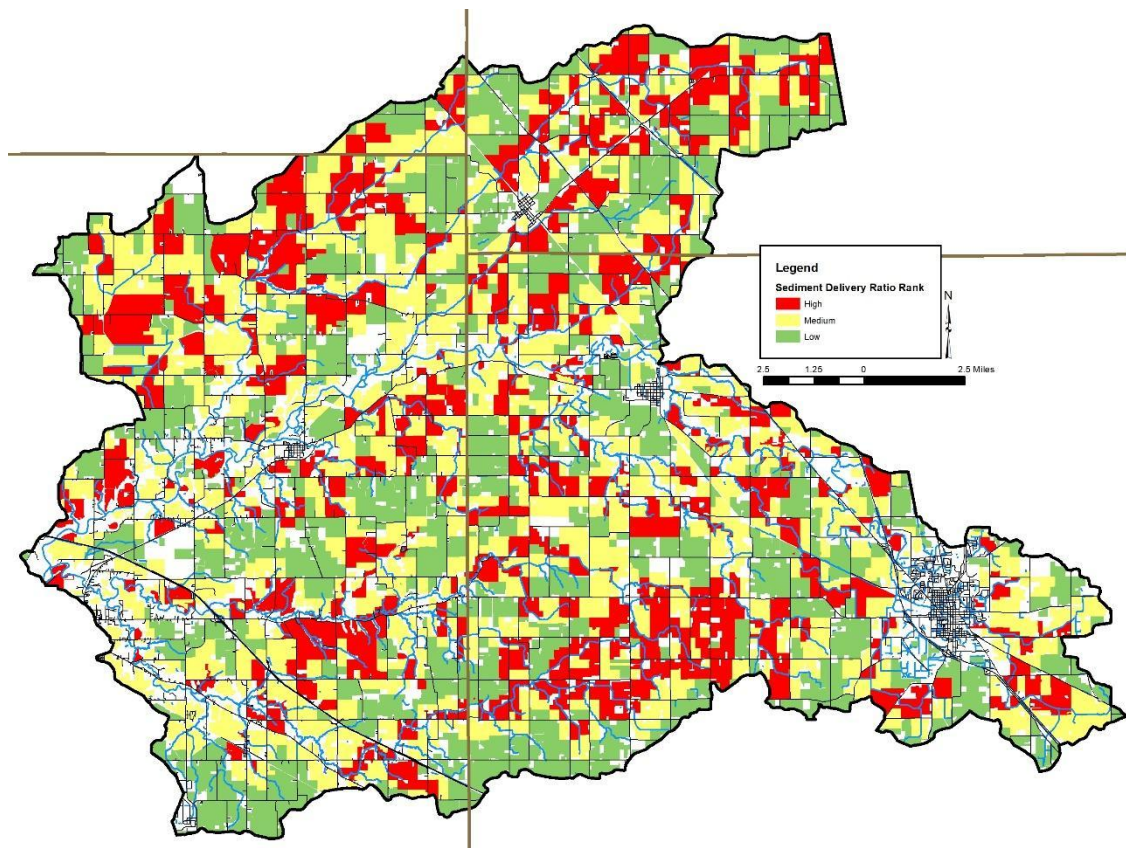 Legend
Sediment Delivery Ratio Rank
High
Medium
Low
N
2.5 1.25 0 2.5 Miles